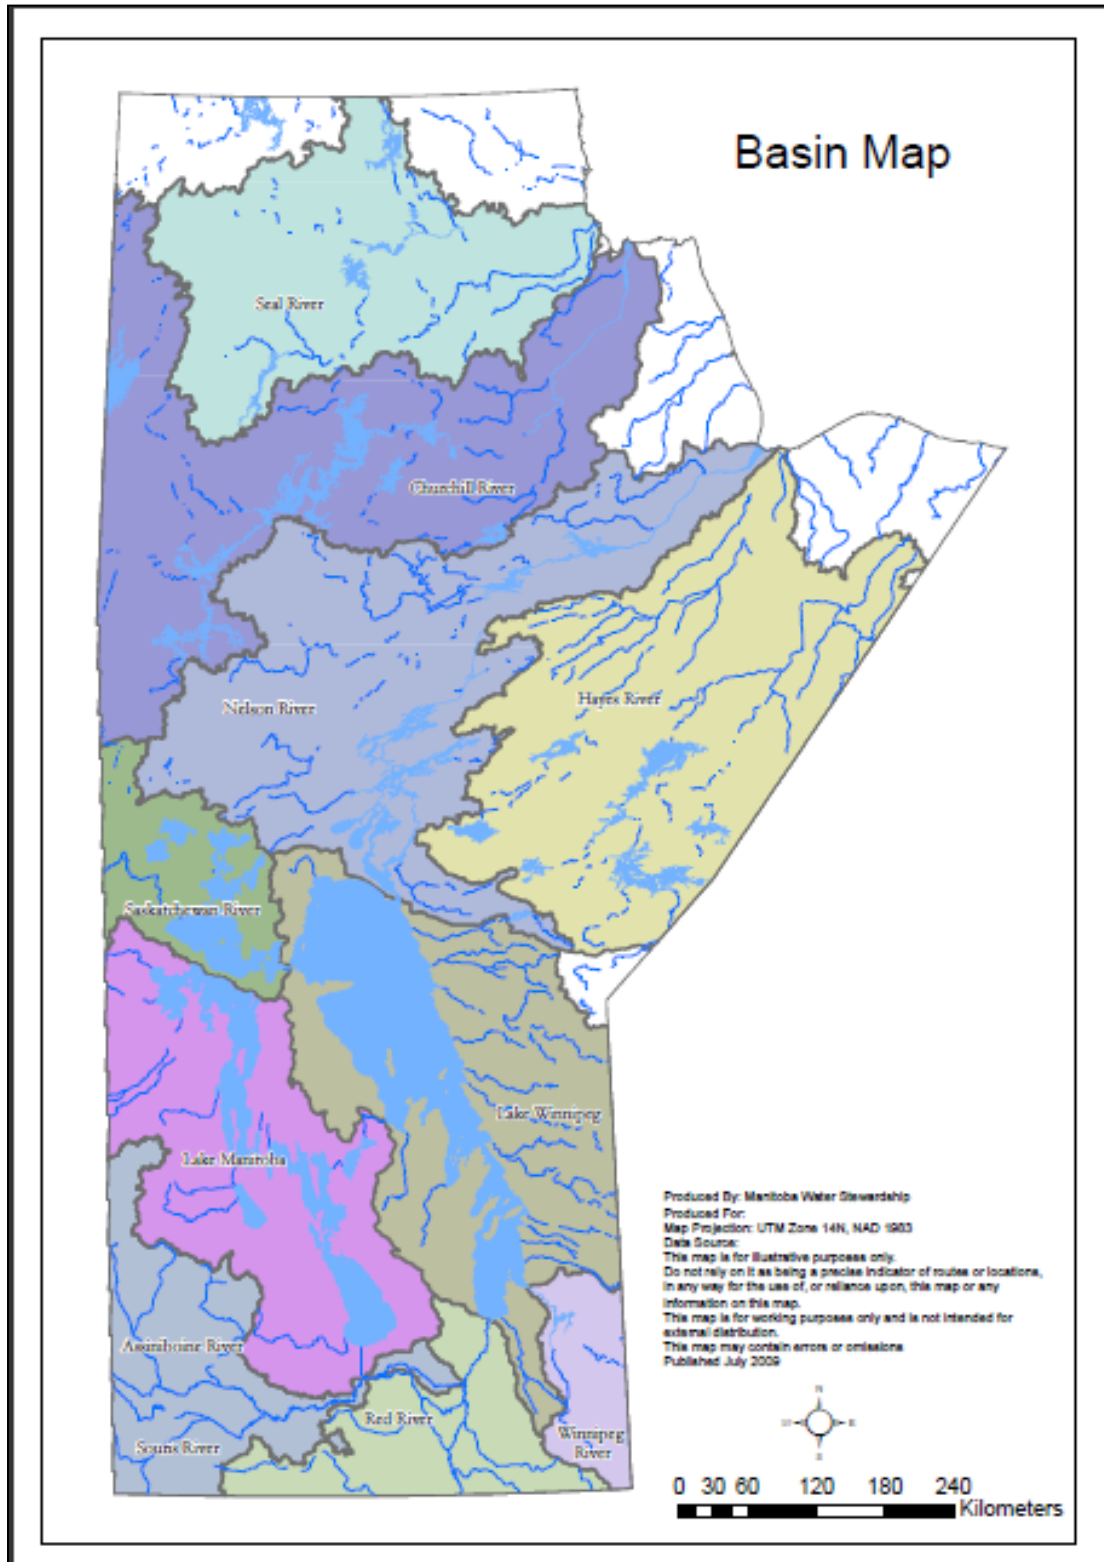 Basin Map
Seal River
Churchill River
Nelson River
Hayes River
Saskatchewan River
Lake Winnipeg
Lake Manitoba
Assiniboine River
Red River
Souris River
Winnipeg
River
Produced By: Manitoba Water Stewardship
Produced For:
Map Projection: UTM Zone 14N, NAD 1983
Data Source:
This map is for illustrative purposes only.
Do not rely on it as being a precise indicator of routes or locations,
in any way for the use of, or reliance upon, this map or any
information on this map.
This map is for working purposes only and is not intended for
external distribution.
This map may contain errors or omissions
Published July 2009
N
W E
S
0 30 60 120 180 240
Kilometers